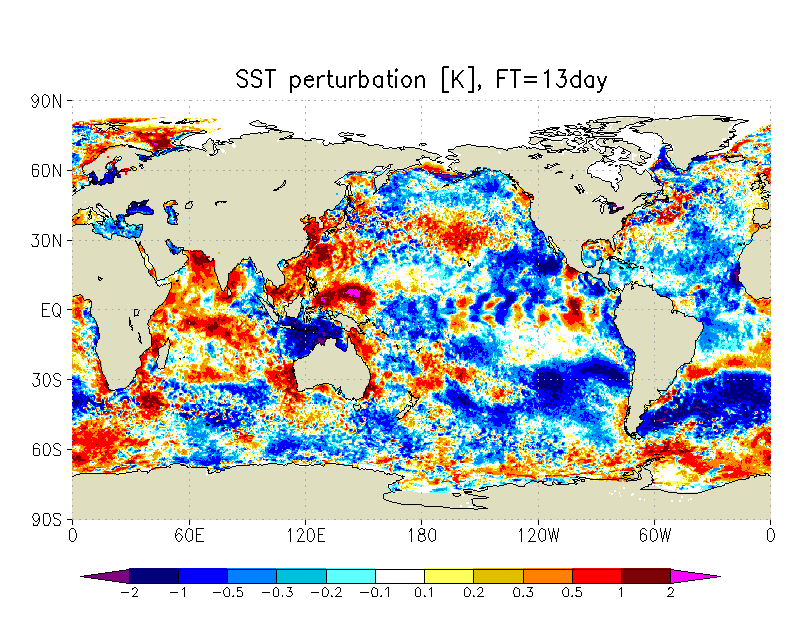 SST perturbation [K], FT=13day
90N
60N
30N
EQ
30S
60S
90S
0 60E 120E 180 120W 60W 0
-2 -1 -0.5 -0.3 -0.2 -0.1 0.1 0.2 0.3 0.5 1 2